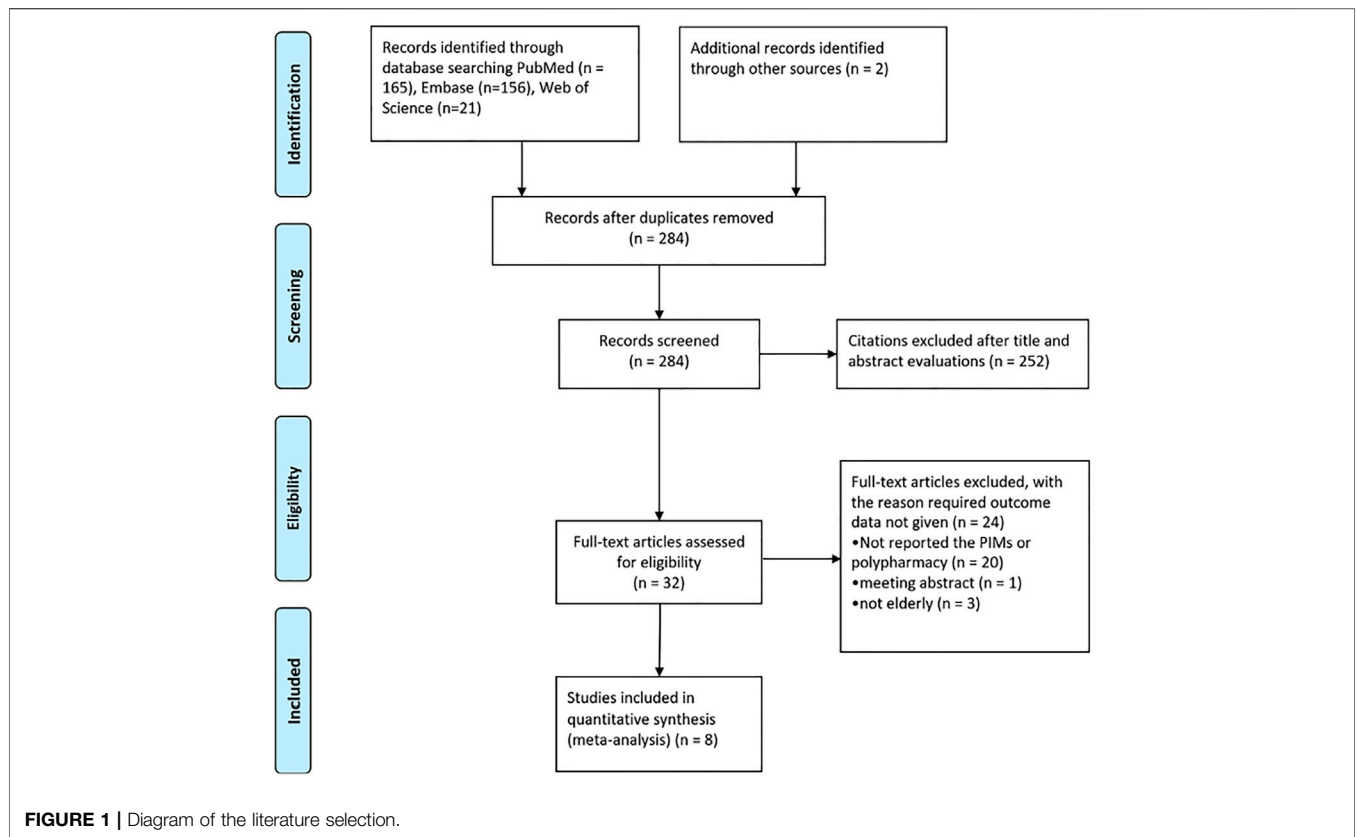 Identification
Records identified through
database searching PubMed (n =
165), Embase (n=156), Web of
Science (n=21)
Additional records identified
through other sources (n = 2)
Records after duplicates removed
(n = 284)
Screening
Records screened
(n = 284)
Citations excluded after title and
abstract evaluations (n = 252)
Eligibility
Full-text articles assessed
for eligibility
(n = 32)
Full-text articles excluded, with
the reason required outcome
data not given (n = 24)
•Not reported the PIMs or
polypharmacy (n = 20)
•meeting abstract (n = 1)
•not elderly (n = 3)
Included
Studies included in
quantitative synthesis
(meta-analysis) (n = 8)
FIGURE 1 | Diagram of the literature selection.